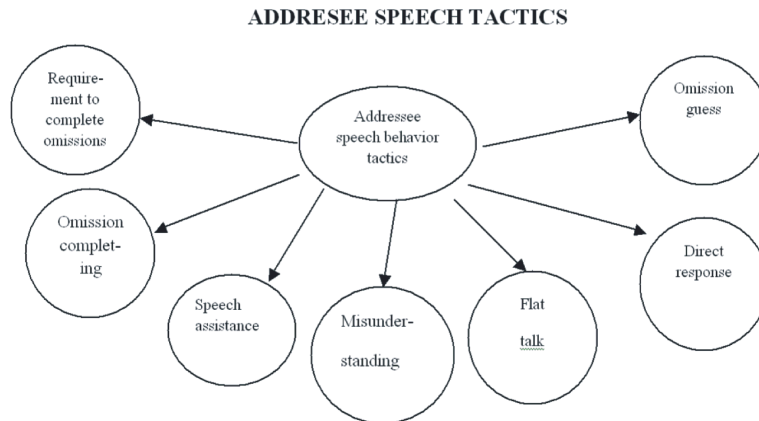 ADDRESEE SPEECH TACTICS
Require-
ment to
complete
omissions
Addressee
speech behavior
tactics
Omission
guess
Omission
complet-
ing
Speech
assistance
Misunder-
standing
Flat
talk
Direct
response